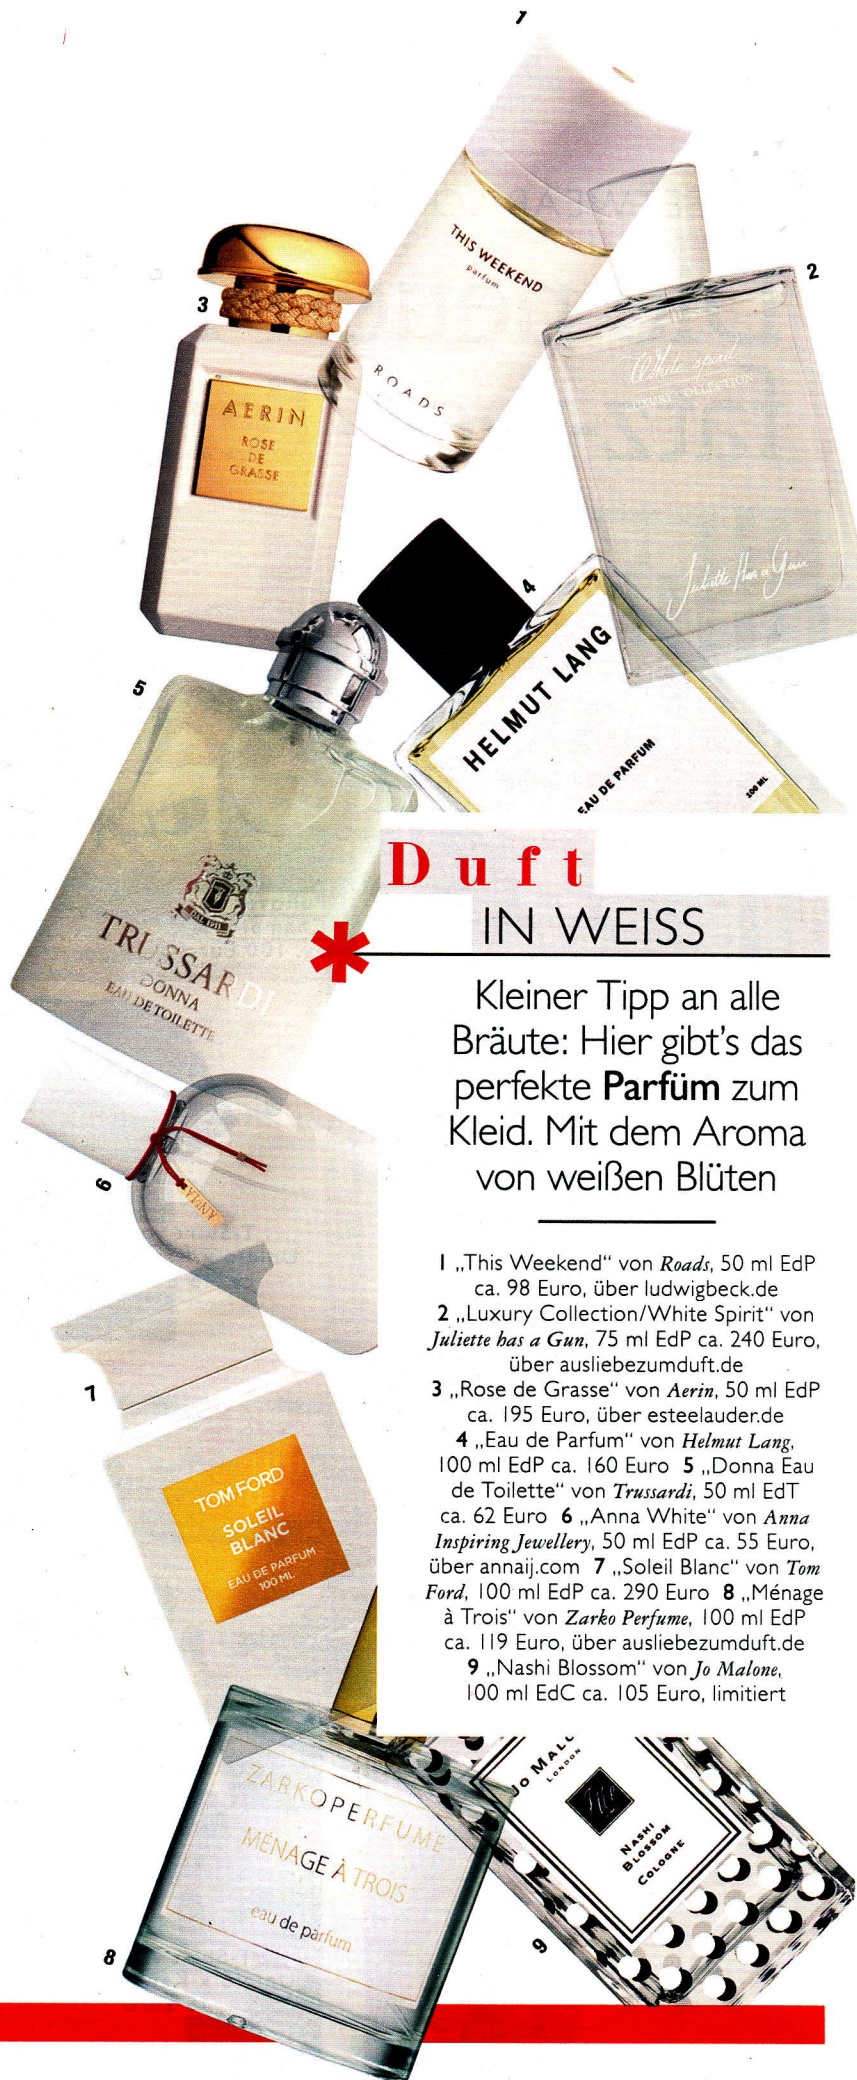 1
THIS WEEKEND
parfum
ROADS
2
White spirit
LUXURY COLLECTION
Juliette Has a Gun
3
AERIN
ROSE
DE
GRASSE
4
HELMUT LANG
EAU DE PARFUM
100 ML
5
DAL 1911
TRUSSARDI
DONNA
EAU DE TOILETTE
Duft
IN WEISS
Kleiner Tipp an alle
Bräute: Hier gibt's das
perfekte Parfüm zum
Kleid. Mit dem Aroma
von weißen Blüten
6
7
TOM FORD
SOLEIL
BLANC
EAU DE PARFUM
100 ML
1 „This Weekend“ von Roads, 50 ml EdP
ca. 98 Euro, über ludwigbeck.de
2 „Luxury Collection/White Spirit“ von
Juliette has a Gun, 75 ml EdP ca. 240 Euro,
über ausliebezumduft.de
3 „Rose de Grasse“ von Aerin, 50 ml EdP
ca. 195 Euro, über esteelauder.de
4 „Eau de Parfum“ von Helmut Lang,
100 ml EdP ca. 160 Euro 5 „Donna Eau
de Toilette“ von Trussardi, 50 ml EdT
ca. 62 Euro 6 „Anna White“ von Anna
Inspiring Jewellery, 50 ml EdP ca. 55 Euro,
über annaij.com 7 „Soleil Blanc“ von Tom
Ford, 100 ml EdP ca. 290 Euro 8 „Ménage
à Trois“ von Zarko Perfume, 100 ml EdP
ca. 119 Euro, über ausliebezumduft.de
9 „Nashi Blossom“ von Jo Malone,
100 ml EdC ca. 105 Euro, limitiert
8
ZARKOPERFUME
MÉNAGE À TROIS
eau de parfum
9
JO MALO
LONDON
NASHI
BLOSSOM
COLOGNE